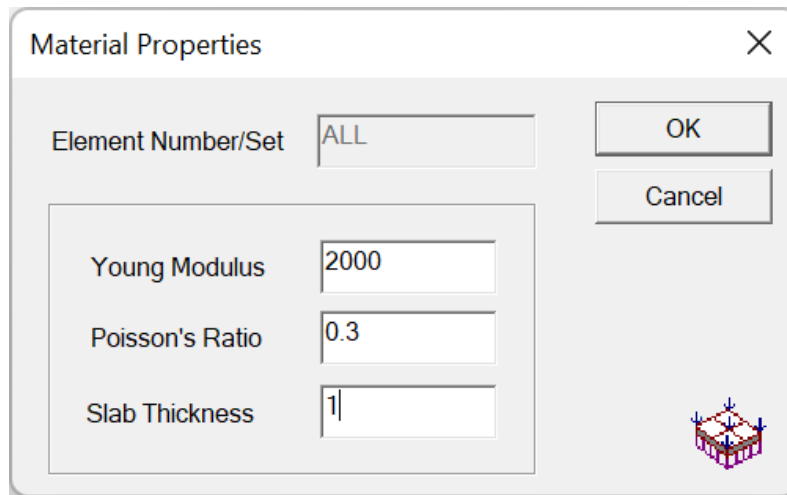 Material Properties
Element Number/Set ALL
OK
Cancel
Young Modulus 2000
Poisson's Ratio 0.3
Slab Thickness 1